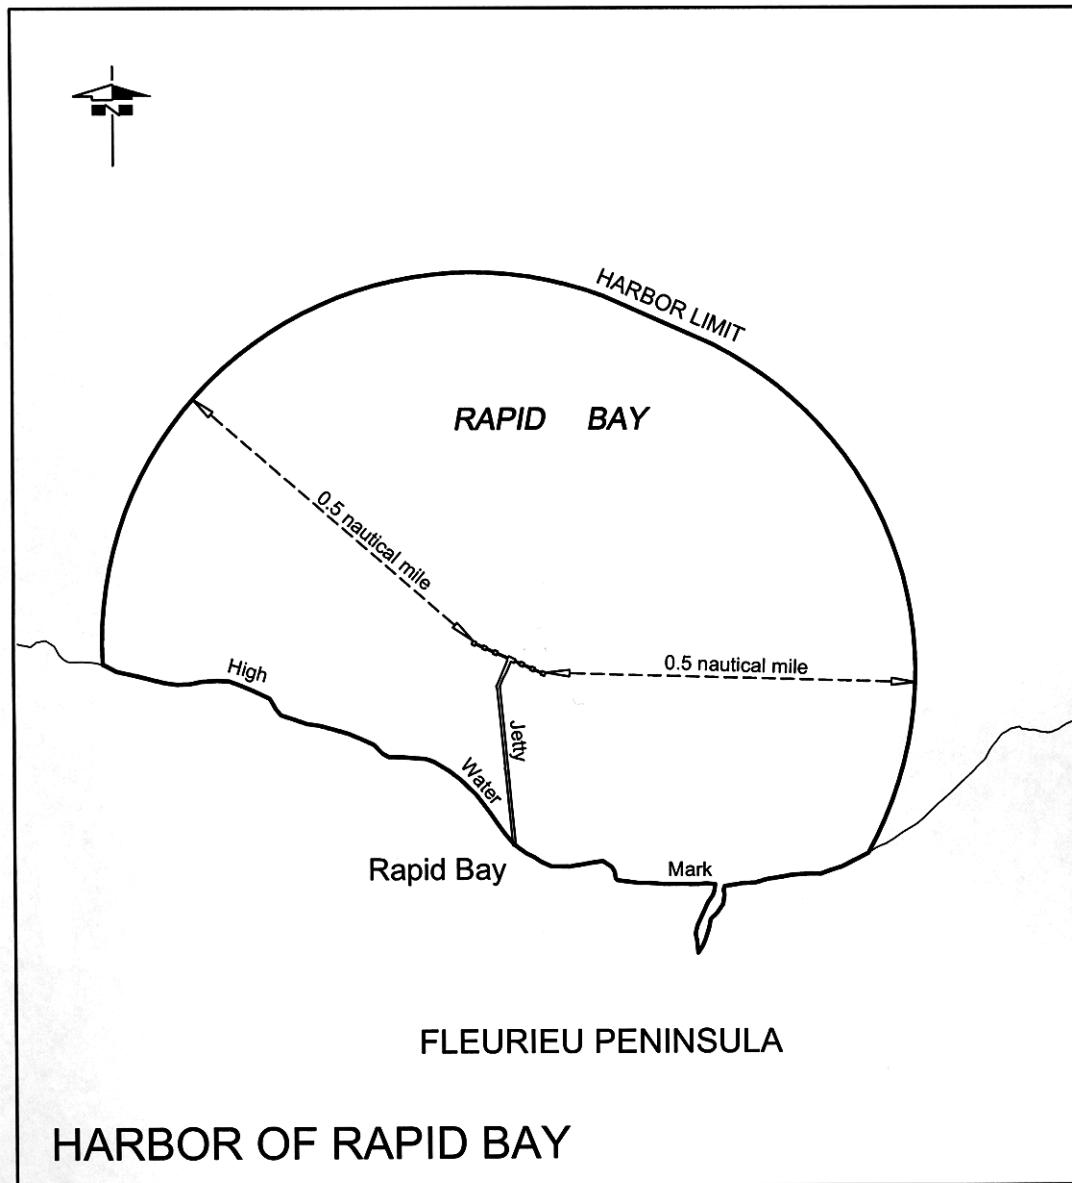 N
HARBOR LIMIT
RAPID BAY
0.5 nautical mile
0.5 nautical mile
High
Jetty
Water
Rapid Bay
Mark
FLEURIEU PENINSULA
HARBOR OF RAPID BAY